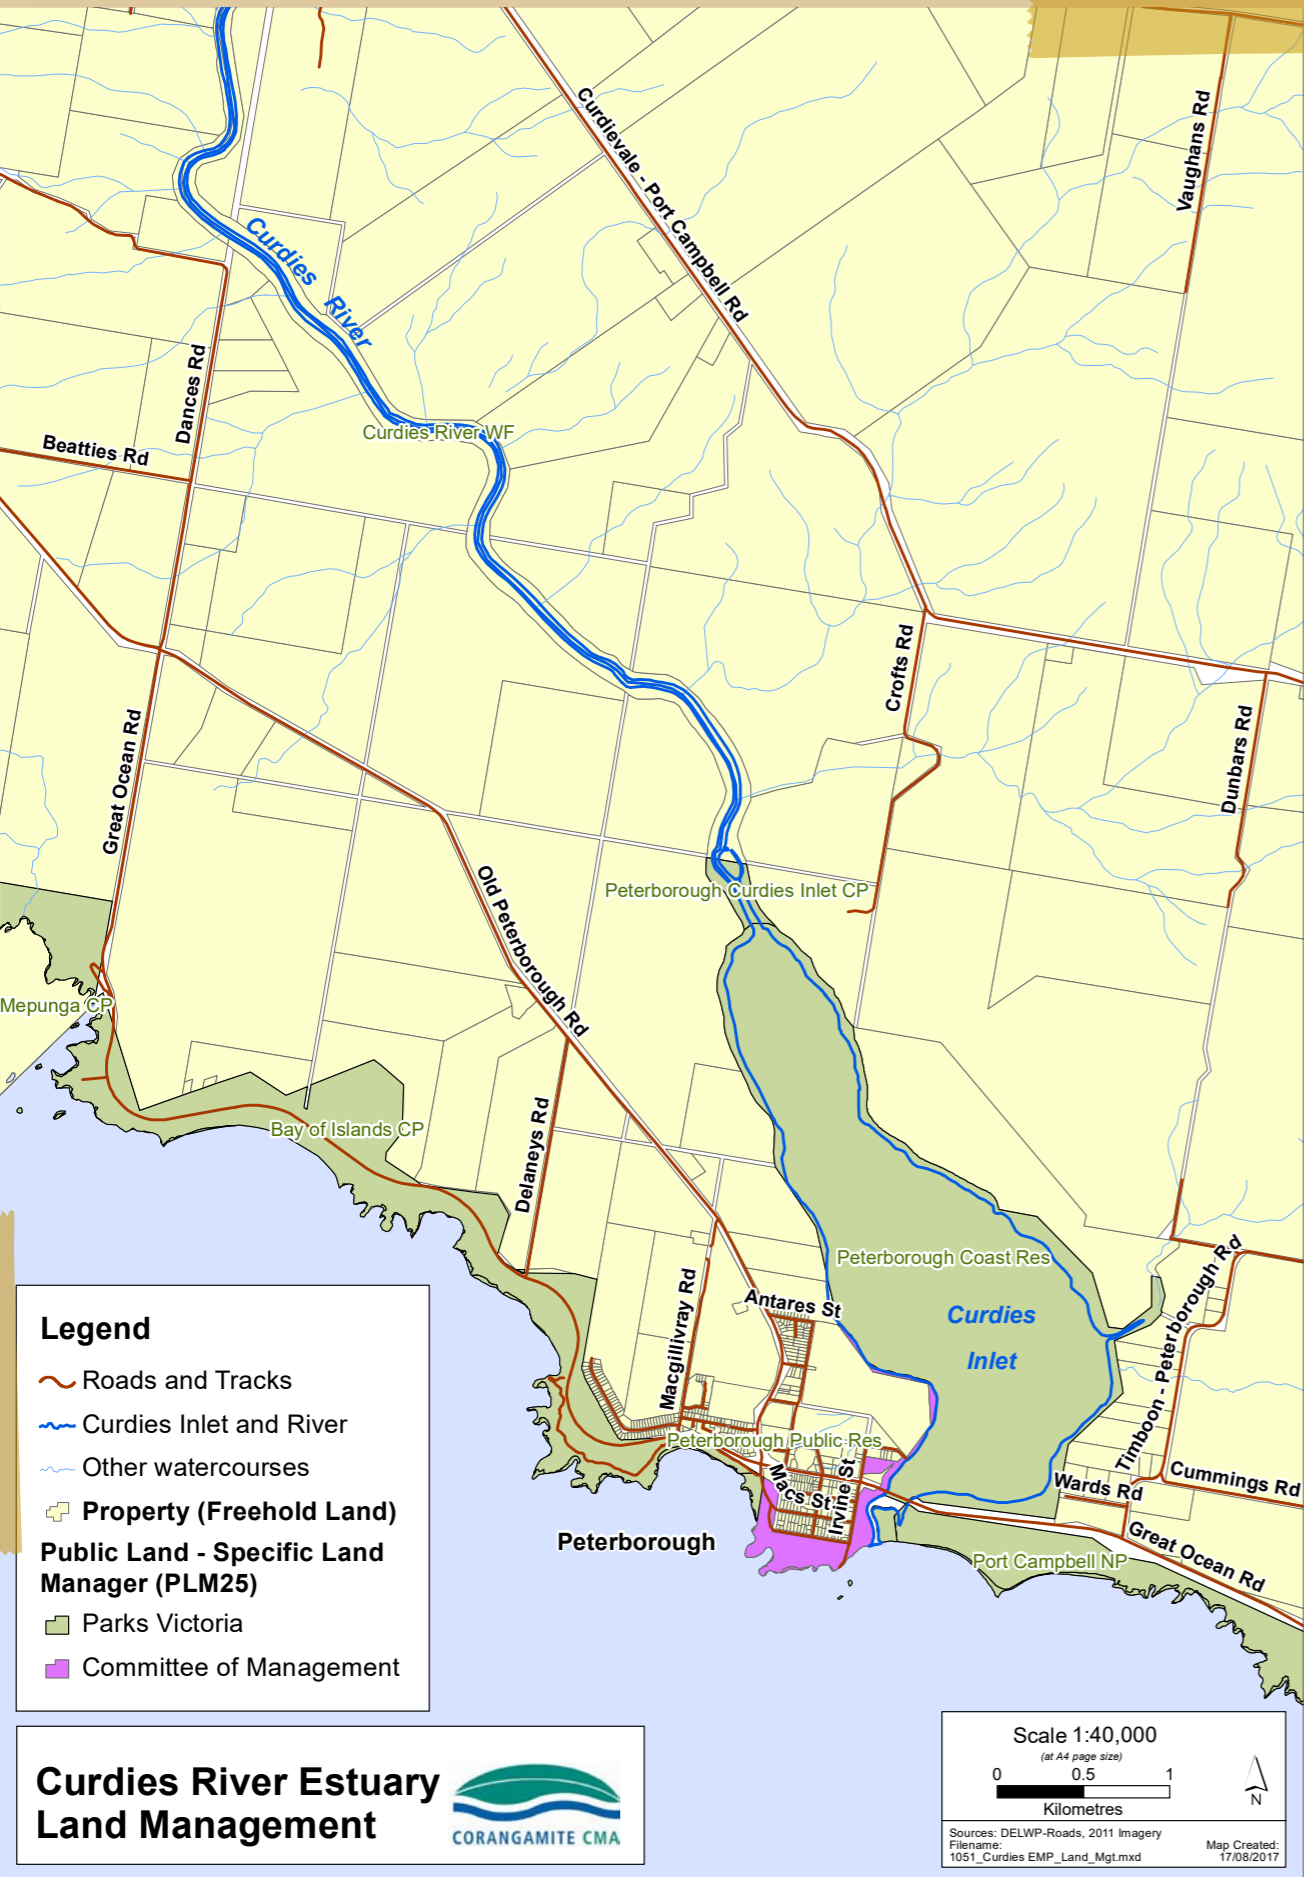 Curdievale - Port Campbell Rd
Vaughans Rd
Curdies River
Dances Rd
Beatties Rd
Curdies River WF
Crofts Rd
Dunbars Rd
Great Ocean Rd
Peterborough Curdies Inlet CP
Old Peterborough Rd
Mepunga CP
Bay of Islands CP
Delaneys Rd
Peterborough Coast Res
Curdies
Inlet
Antares St
Macgillivray Rd
Timboon - Peterborough Rd
Peterborough Public Res
Macs St
Irvine St
Wards Rd
Cummings Rd
Great Ocean Rd
Peterborough
Port Campbell NP
Legend
Roads and Tracks
Curdies Inlet and River
Other watercourses
Property (Freehold Land)
Public Land - Specific Land
Manager (PLM25)
Parks Victoria
Committee of Management
Curdies River Estuary
Land Management
CORANGAMITE CMA
Scale 1:40,000
(at A4 page size)
0 0.5 1
Kilometres
N
Sources: DELWP-Roads, 2011 Imagery
Filename:
1051_Curdies EMP_Land_Mgt.mxd
Map Created:
17/08/2017